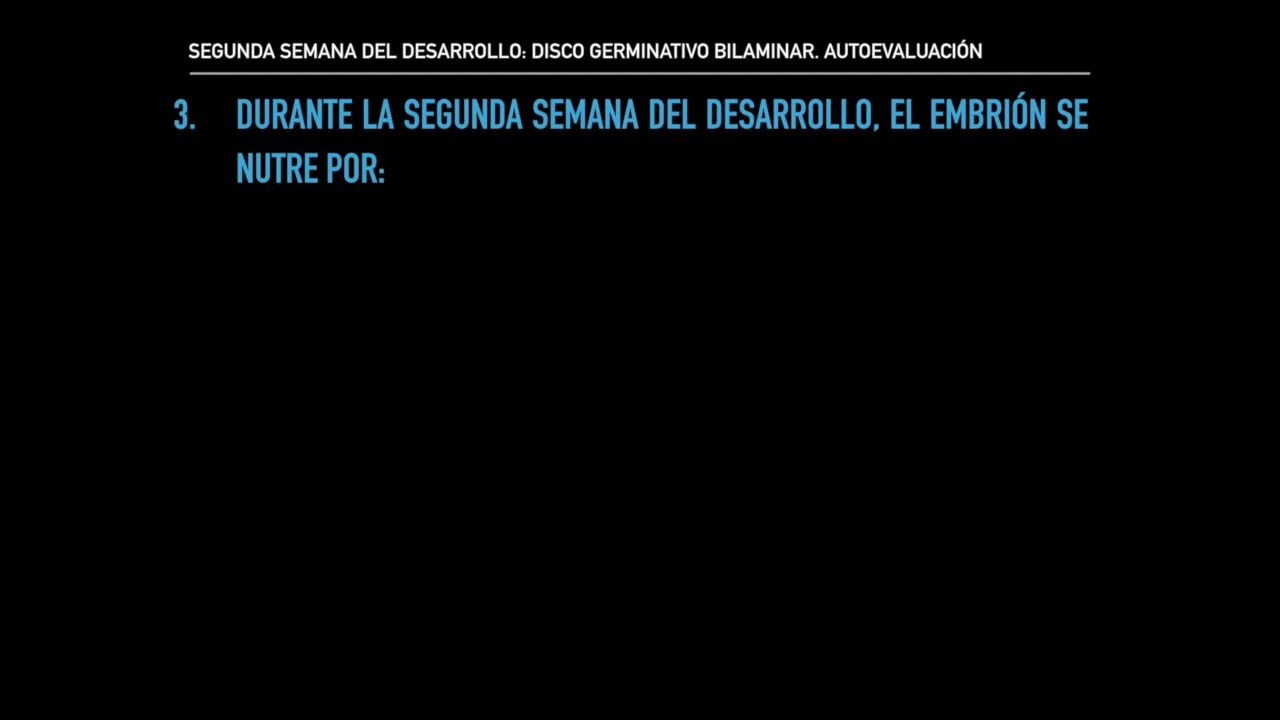 SEGUNDA SEMANA DEL DESARROLLO: DISCO GERMINATIVO BILAMINAR. AUTOEVALUACIÓN
3. DURANTE LA SEGUNDA SEMANA DEL DESARROLLO, EL EMBRIÓN SE
NUTRE POR: